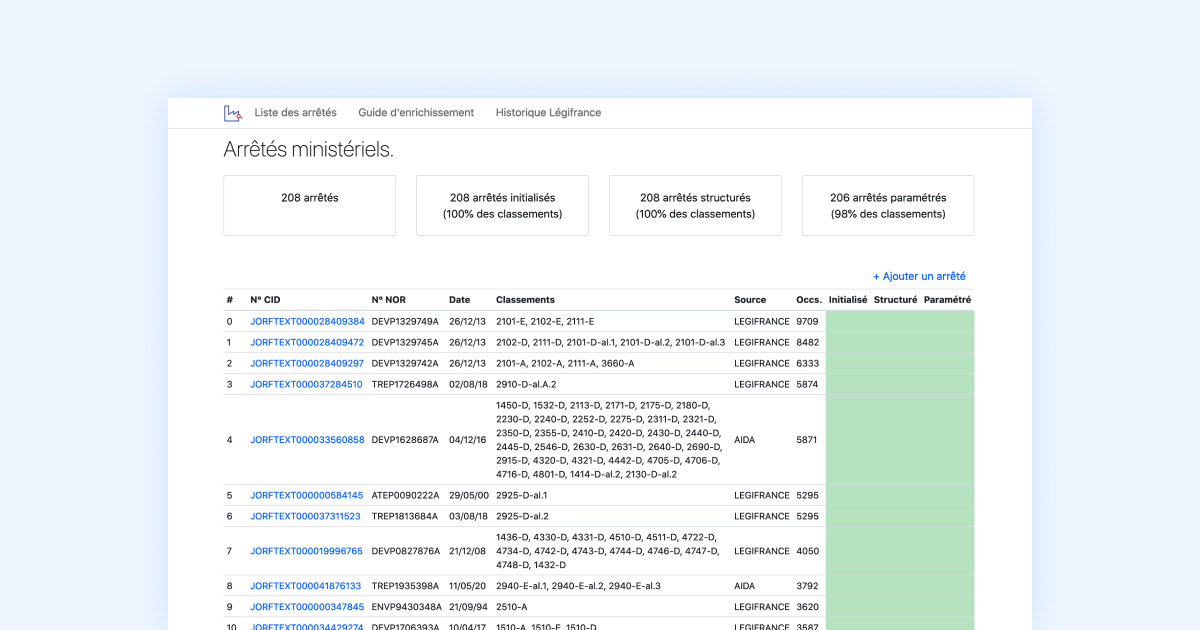 Liste des arrêtés Guide d'enrichissement Historique Légifrance
Arrêtés ministériels.
208 arrêtés
208 arrêtés initialisés
(100% des classements)
208 arrêtés structurés
(100% des classements)
206 arrêtés paramétrés
(98% des classements)
+ Ajouter un arrêté
# N° CID N° NOR Date Classements Source Occs. Initialisé Structuré Paramétré
0 JORFTEXT000028409384 DEVP1329749A 26/12/13 2101-E, 2102-E, 2111-E LEGIFRANCE 9709
1 JORFTEXT000028409472 DEVP1329745A 26/12/13 2102-D, 2111-D, 2101-D-al.1, 2101-D-al.2, 2101-D-al.3 LEGIFRANCE 8482
2 JORFTEXT000028409297 DEVP1329742A 26/12/13 2101-A, 2102-A, 2111-A, 3660-A LEGIFRANCE 6333
3 JORFTEXT000037284510 TREP1726498A 02/08/18 2910-D-al.A.2 LEGIFRANCE 5874
1450-D, 1532-D, 2113-D, 2171-D, 2175-D, 2180-D,
2230-D, 2240-D, 2252-D, 2275-D, 2311-D, 2321-D,
2350-D, 2355-D, 2410-D, 2420-D, 2430-D, 2440-D,
4 JORFTEXT000033560858 DEVP1628687A 04/12/16 2445-D, 2546-D, 2630-D, 2631-D, 2640-D, 2690-D, AIDA 5871
2915-D, 4320-D, 4321-D, 4442-D, 4705-D, 4706-D,
4716-D, 4801-D, 1414-D-al.2, 2130-D-al.2
5 JORFTEXT000000584145 ATEP0090222A 29/05/00 2925-D-al.1 LEGIFRANCE 5295
6 JORFTEXT000037311523 TREP1813684A 03/08/18 2925-D-al.2 LEGIFRANCE 5295
1436-D, 4330-D, 4331-D, 4510-D, 4511-D, 4722-D,
7 JORFTEXT000019996765 DEVP0827876A 21/12/08 4734-D, 4742-D, 4743-D, 4744-D, 4746-D, 4747-D, LEGIFRANCE 4050
4748-D, 1432-D
8 JORFTEXT000041876133 TREP1935398A 11/05/20 2940-E-al.1, 2940-E-al.2, 2940-E-al.3 AIDA 3792
9 JORFTEXT000000347845 ENVP9430348A 21/09/94 2510-A LEGIFRANCE 3620
10 JORFTEXT000034429274 DEVP1706393A 10/04/17 1510-A, 1510-E, 1510-D LEGIFRANCE 3587